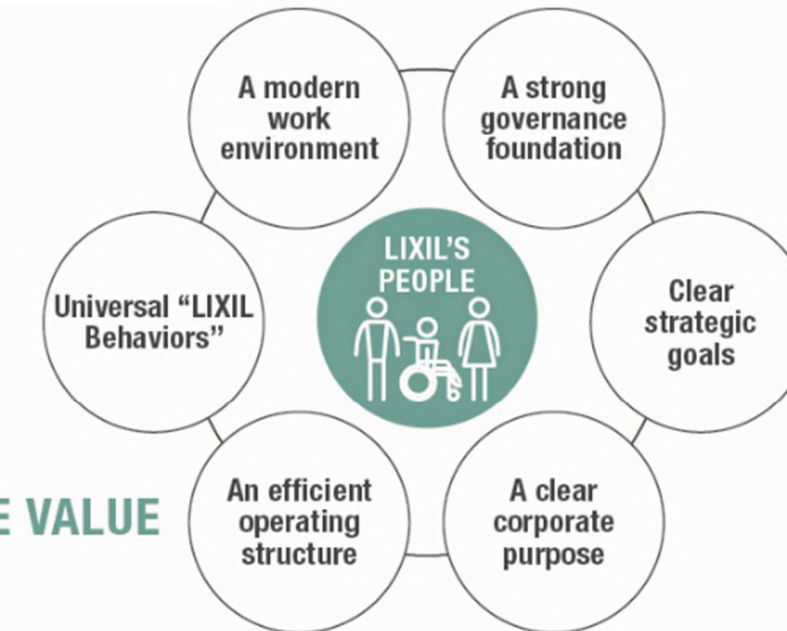 A modern
work
environment
A strong
governance
foundation
LIXIL'S
PEOPLE
Universal “LIXIL
Behaviors”
Clear
strategic
goals
An efficient
operating
structure
A clear
corporate
purpose
E VALUE